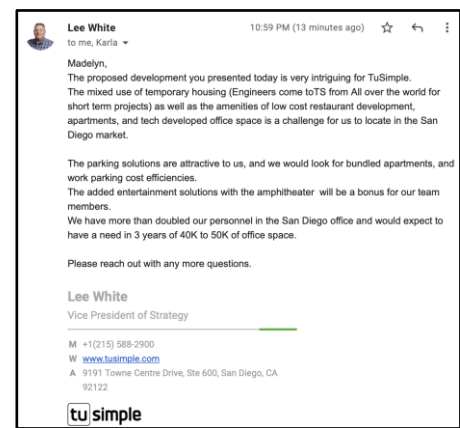 Lee White 10:59 PM (13 minutes ago)
to me, Karla
Madelyn,
The proposed development you presented today is very intriguing for TuSimple.
The mixed use of temporary housing (Engineers come toTS from All over the world for
short term projects) as well as the amenities of low cost restaurant development,
apartments, and tech developed office space is a challenge for us to locate in the San
Diego market.
The parking solutions are attractive to us, and we would look for bundled apartments, and
work parking cost efficiencies.
The added entertainment solutions with the amphitheater will be a bonus for our team
members.
We have more than doubled our personnel in the San Diego office and would expect to
have a need in 3 years of 40K to 50K of office space.
Please reach out with any more questions.
Lee White
Vice President of Strategy
M +1(215) 588-2900
W www.tusimple.com
A 9191 Towne Centre Drive, Ste 600, San Diego, CA
92122
tu simple